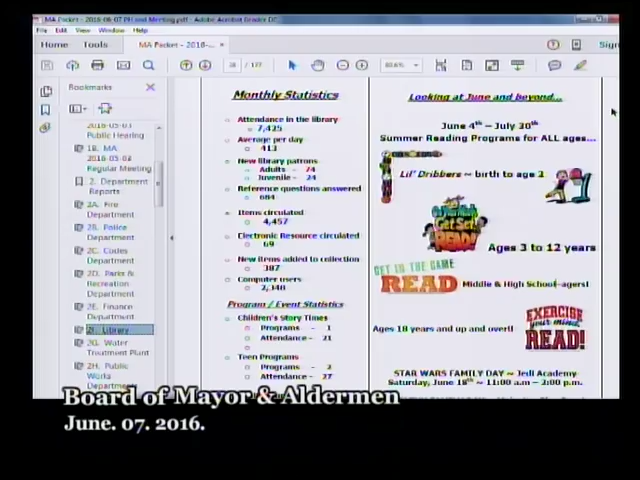 MA Packet - 2016-06-07 PH and Meeting.pdf - Adobe Acrobat Reader DC
File Edit View Window Help
Home Tools MA Packet - 2016-... ×
Sign
/ 177
Bookmarks
Public Hearing
1B. MA
2016-05-03
Regular Meeting
2. Department
Reports
2A. Fire
Department
2B. Police
Department
2C. Codes
Department
2D. Parks &
Recreation
Department
2E. Finance
Department
2F. Library
2G. Water
Treatment Plant
2H. Public
Works
Department
Monthly Statistics
Attendance in the library
7,425
Average per day
413
New library patrons
Adults - 74
Juvenile - 24
Reference questions answered
684
Items circulated
4,457
Electronic Resource circulated
69
New items added to collection
387
Computer users
Program / Event Statistics
Children's Story Times
Programs - 1
Attendance - 21
Teen Programs
Programs - 2
Attendance - 27
Looking at June and beyond...
June 4th – July 30th
Summer Reading Programs for ALL ages...
Lil' Dribbers ~ birth to age 2
Get Set!
READ!
Ages 3 to 12 years
GET IN THE GAME
READ
Middle & High School-agers!
Ages 18 years and up and over!!
EXERCISE
your mind.
READ!
STAR WARS FAMILY DAY ~ Jedi Academy
Saturday, June 18th ~ 11:00 a.m – 2:00 p.m.
Board of Mayor & Aldermen
June. 07. 2016.